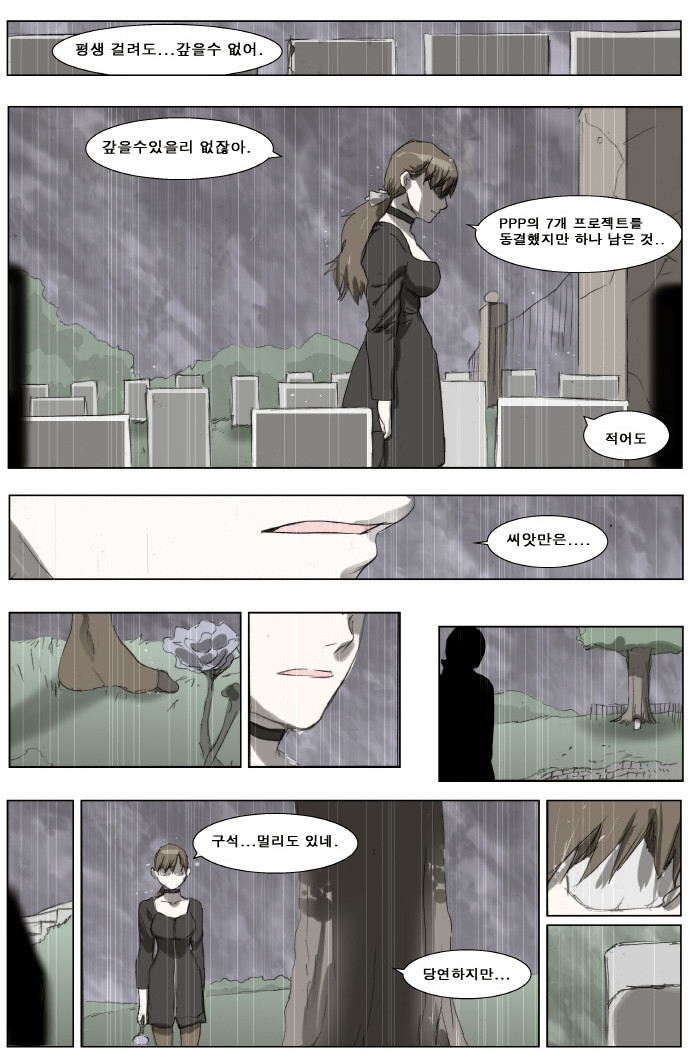 평생 걸려도...갚을수 없어.
갚을수있을리 없잖아.
PPP의 7개 프로젝트를
동결했지만 하나 남은 것..
적어도
씨앗만은....
구석...멀리도 있네.
당연하지만...